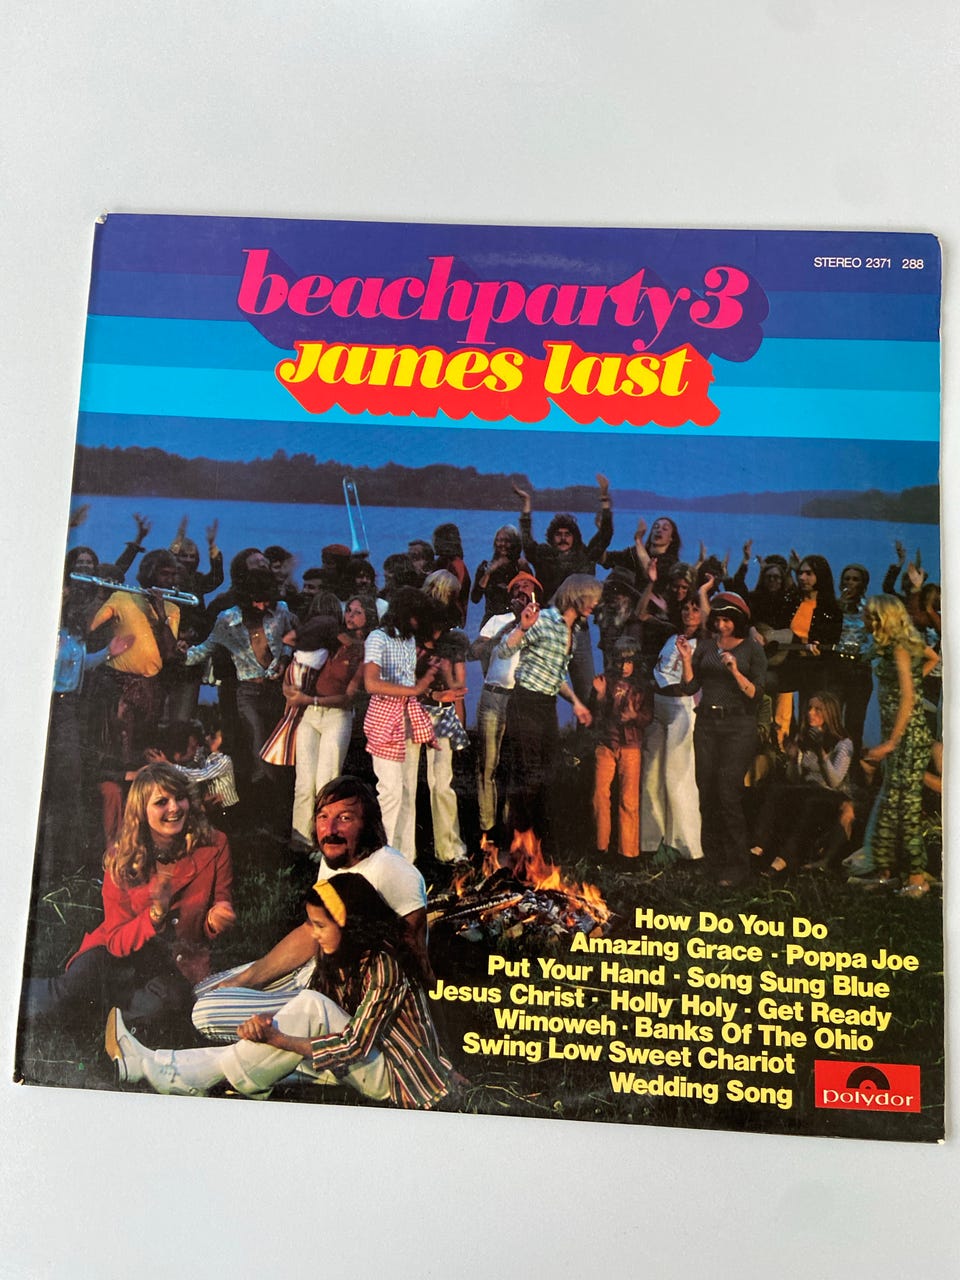 STEREO 2371 288
beachparty 3
james last
How Do You Do
Amazing Grace · Poppa Joe
Put Your Hand · Song Sung Blue
Jesus Christ · Holly Holy · Get Ready
Wimoweh · Banks Of The Ohio
Swing Low Sweet Chariot
Wedding Song
polydor